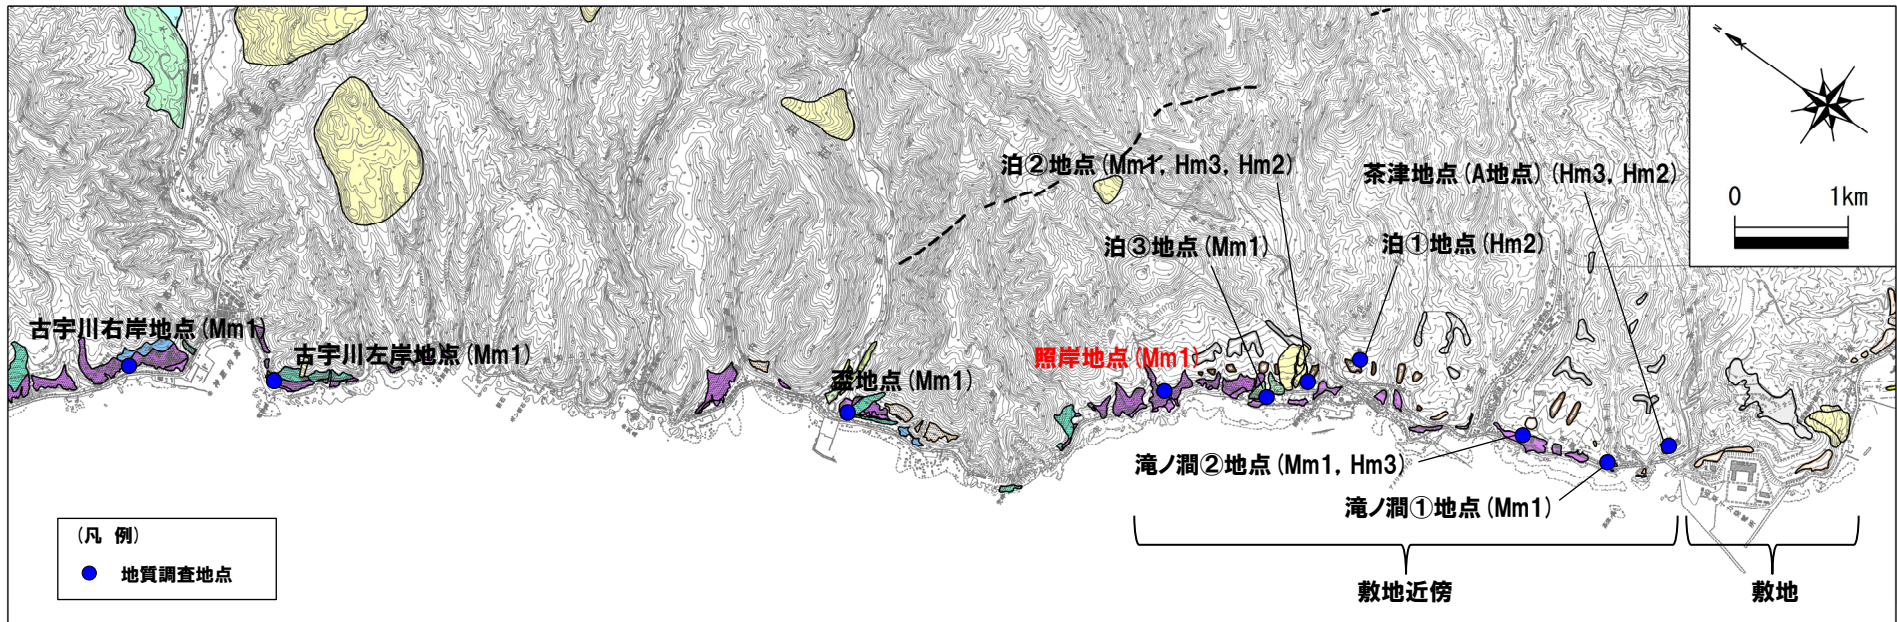 N
0 1km
泊②地点(Mm1, Hm3, Hm2)
茶津地点(A地点)(Hm3, Hm2)
泊③地点(Mm1)
泊①地点(Hm2)
古宇川右岸地点(Mm1)
古宇川左岸地点(Mm1)
盃地点(Mm1)
照岸地点(Mm1)
滝ノ澗②地点(Mm1, Hm3)
滝ノ澗①地点(Mm1)
(凡 例)
地質調査地点
敷地近傍
敷地